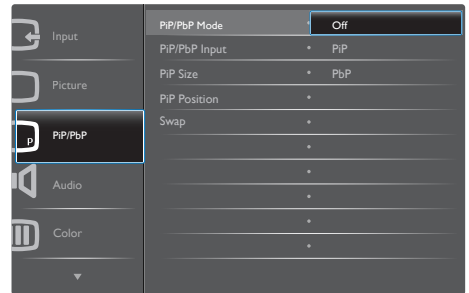 Input
Picture
P
PiP/PbP
Audio
Color
PiP/PbP Mode • Off
PiP/PbP Input • PiP
PiP Size • PbP
PiP Position •
Swap •
•
•
•
•
•